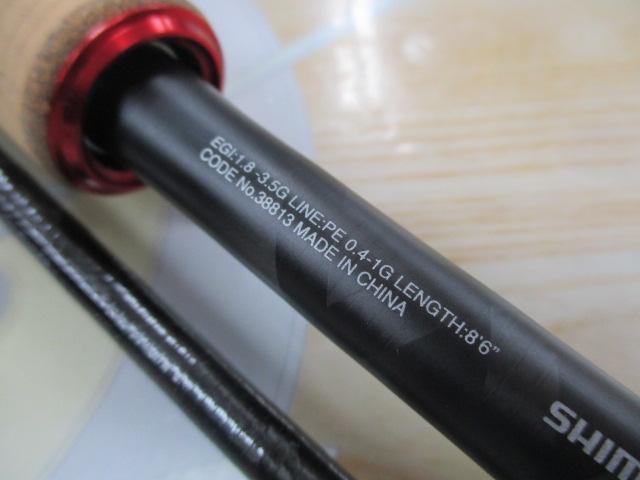 EGI:1.8 -3.5G LINE:PE 0.4-1G LENGTH:8'6"
CODE No.38813 MADE IN CHINA
SHIM